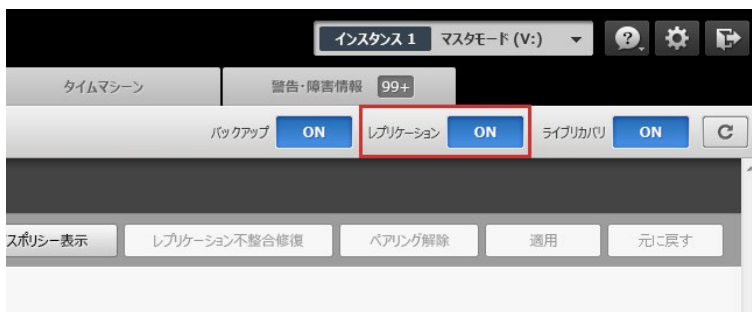 インスタンス 1 マスタモード (V:)
タイムマシーン 警告・障害情報 99+
バックアップ ON レプリケーション ON ライブリカバリ ON
スポリシー表示 レプリケーション不整合修復 ペアリング解除 適用 元に戻す